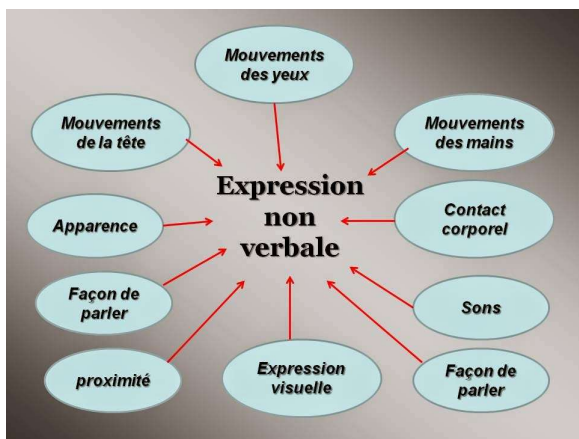 Mouvements
des yeux
Mouvements
de la tête
Mouvements
des mains
Expression
non
verbale
Apparence
Contact
corporel
Façon de
parler
Sons
proximité
Expression
visuelle
Façon de
parler